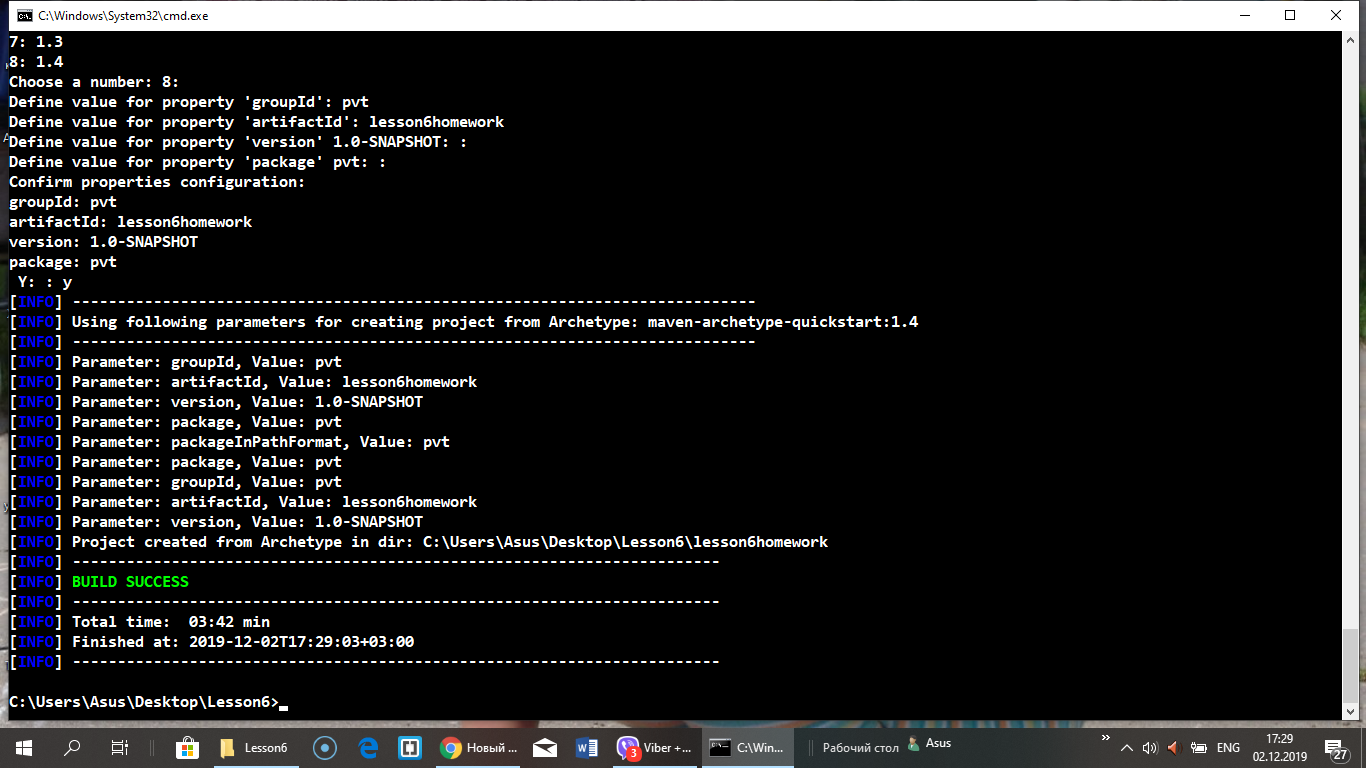 C:\Windows\System32\cmd.exe
7: 1.3
8: 1.4
Choose a number: 8:
Define value for property 'groupId': pvt
Define value for property 'artifactId': lesson6homework
Define value for property 'version' 1.0-SNAPSHOT: :
Define value for property 'package' pvt: :
Confirm properties configuration:
groupId: pvt
artifactId: lesson6homework
version: 1.0-SNAPSHOT
package: pvt
 Y: : y
[INFO] ----------------------------------------------------------------------------
[INFO] Using following parameters for creating project from Archetype: maven-archetype-quickstart:1.4
[INFO] ----------------------------------------------------------------------------
[INFO] Parameter: groupId, Value: pvt
[INFO] Parameter: artifactId, Value: lesson6homework
[INFO] Parameter: version, Value: 1.0-SNAPSHOT
[INFO] Parameter: package, Value: pvt
[INFO] Parameter: packageInPathFormat, Value: pvt
[INFO] Parameter: package, Value: pvt
[INFO] Parameter: groupId, Value: pvt
[INFO] Parameter: artifactId, Value: lesson6homework
[INFO] Parameter: version, Value: 1.0-SNAPSHOT
[INFO] Project created from Archetype in dir: C:\Users\Asus\Desktop\Lesson6\lesson6homework
[INFO] ------------------------------------------------------------------------
[INFO] BUILD SUCCESS
[INFO] ------------------------------------------------------------------------
[INFO] Total time:  03:42 min
[INFO] Finished at: 2019-12-02T17:29:03+03:00
[INFO] ------------------------------------------------------------------------
C:\Users\Asus\Desktop\Lesson6>
Lesson6 Новый ... Viber +... 3 C:\Win... Рабочий стол Asus » ENG 17:29 27
02.12.2019